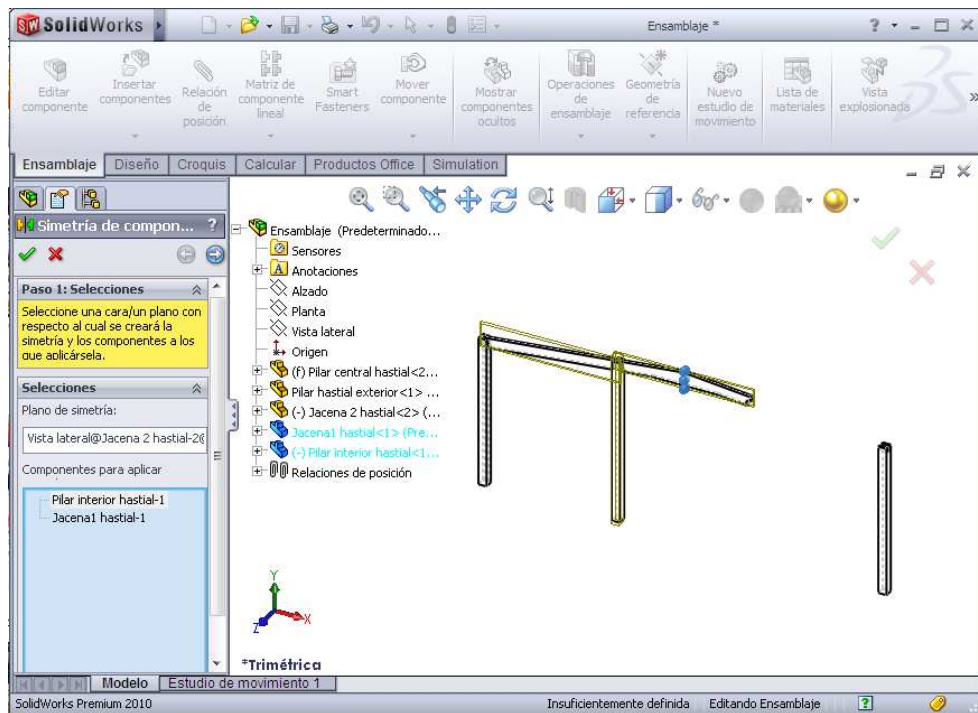 SolidWorks
Ensamblaje *
Editar componente
Insertar componentes
Relación de posición
Matriz de componente lineal
Smart Fasteners
Mover componente
Mostrar componentes ocultos
Operaciones de ensamblaje
Geometría de referencia
Nuevo estudio de movimiento
Lista de materiales
Vista explosionada
Ensamblaje Diseño Croquis Calcular Productos Office Simulation
Simetría de compon... ?
Paso 1: Selecciones
Seleccione una cara/un plano con
respecto al cual se creará la
simetría y los componentes a los
que aplicársela.
Selecciones
Plano de simetría:
Vista lateral@Jacena 2 hastial-2@
Componentes para aplicar
Pilar interior hastial-1
Jacena1 hastial-1
Ensamblaje (Predeterminado...
Sensores
Anotaciones
Alzado
Planta
Vista lateral
Origen
(f) Pilar central hastial<2...
Pilar hastial exterior<1> ...
(-) Jacena 2 hastial<2> (...
Jacena1 hastial<1> (Pre...
(-) Pilar interior hastial<1...
Relaciones de posición
Y
X
Z
*Trimétrica
Modelo Estudio de movimiento 1
SolidWorks Premium 2010
Insuficientemente definida Editando Ensamblaje